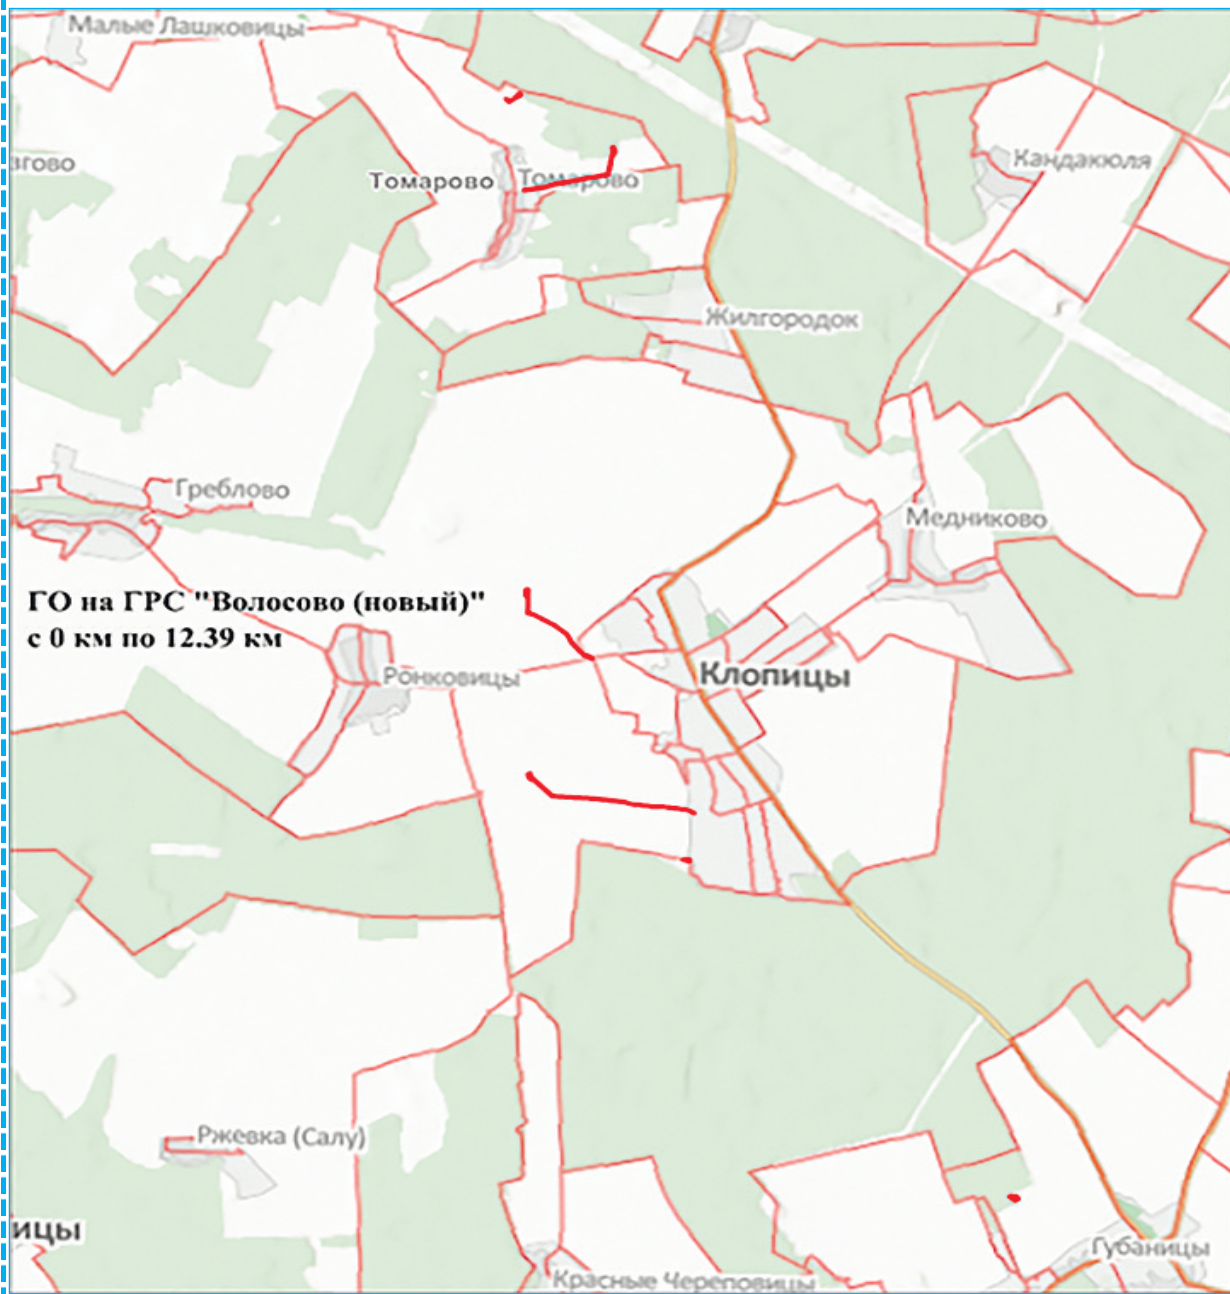 Малые Лашковицы
згово
Кандакюля
Томарово
Томарово
Жилгородок
Греблово
Медниково
ГО на ГРС "Волосово (новый)"
с 0 км по 12.39 км
Ронковицы
Клопицы
Ржевка (Салу)
ицы
Губаницы
Красные Череповицы